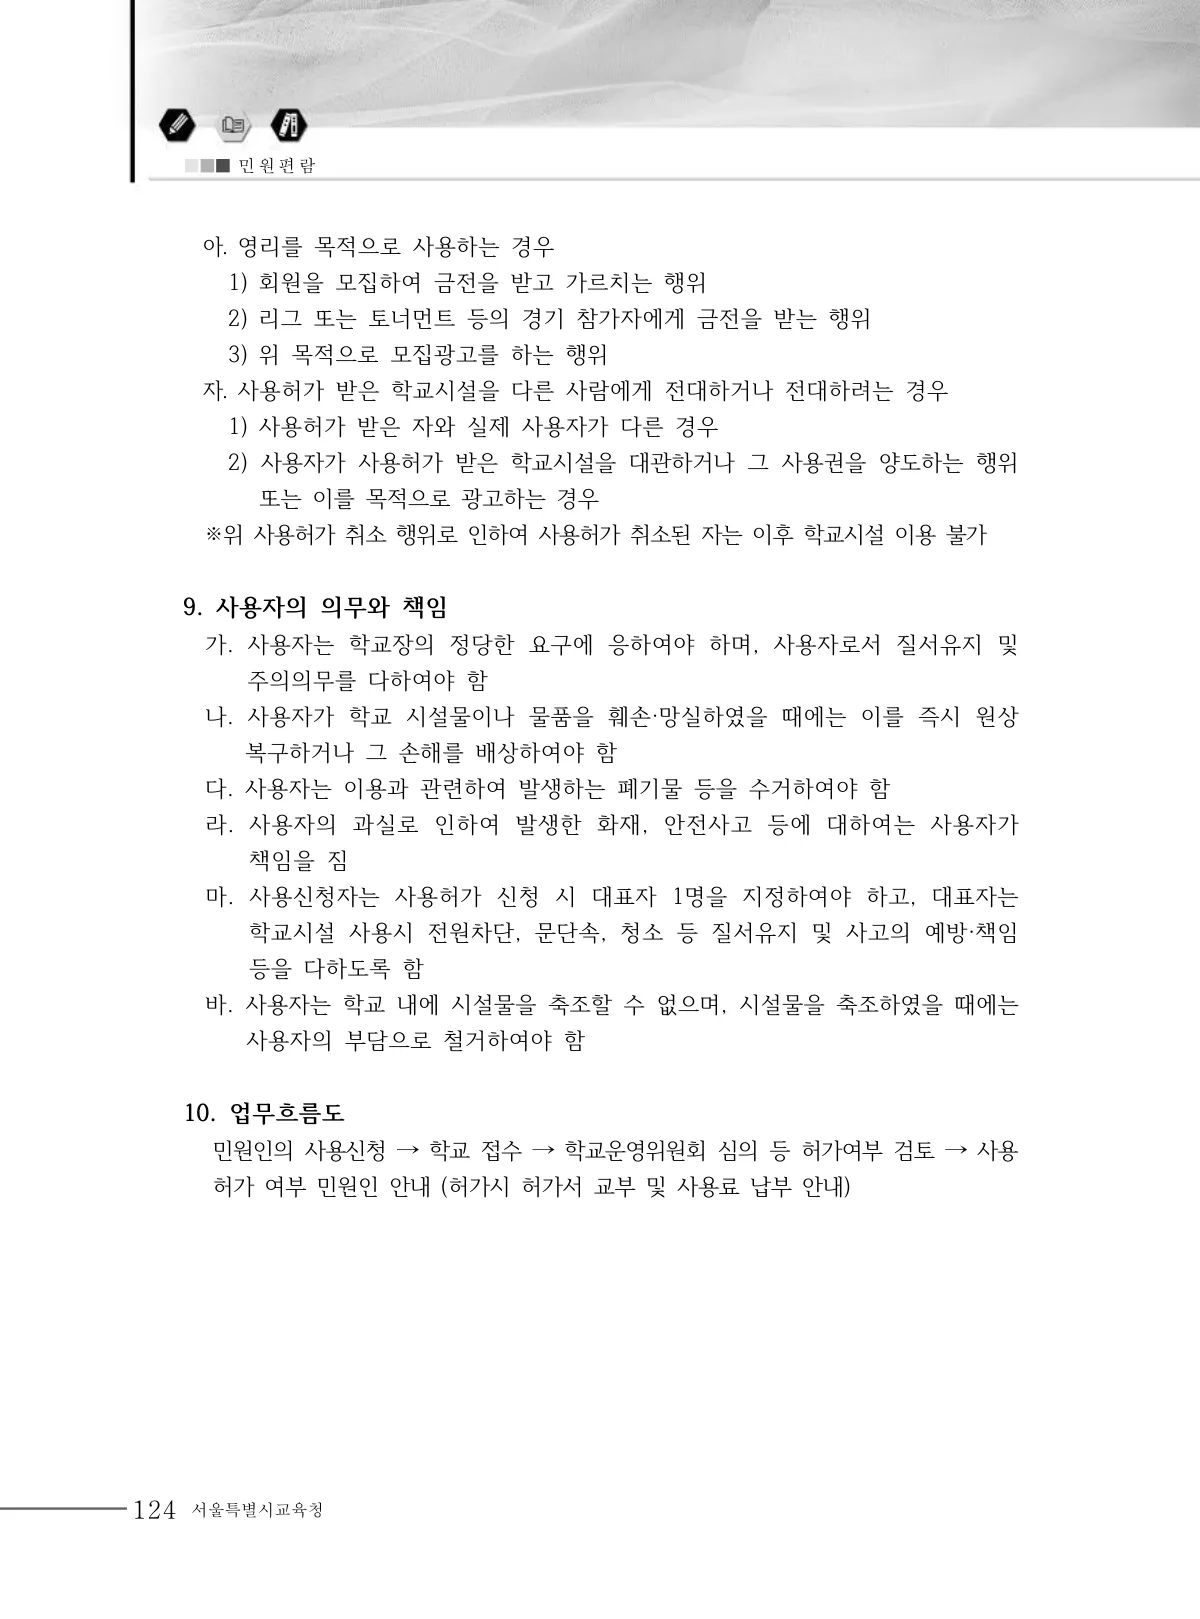 민원편람
아. 영리를 목적으로 사용하는 경우
1) 회원을 모집하여 금전을 받고 가르치는 행위
2) 리그 또는 토너먼트 등의 경기 참가자에게 금전을 받는 행위
3) 위 목적으로 모집광고를 하는 행위
자. 사용허가 받은 학교시설을 다른 사람에게 전대하거나 전대하려는 경우
1) 사용허가 받은 자와 실제 사용자가 다른 경우
2) 사용자가 사용허가 받은 학교시설을 대관하거나 그 사용권을 양도하는 행위
또는 이를 목적으로 광고하는 경우
※위 사용허가 취소 행위로 인하여 사용허가 취소된 자는 이후 학교시설 이용 불가
9. 사용자의 의무와 책임
가. 사용자는 학교장의 정당한 요구에 응하여야 하며, 사용자로서 질서유지 및
주의의무를 다하여야 함
나. 사용자가 학교 시설물이나 물품을 훼손·망실하였을 때에는 이를 즉시 원상
복구하거나 그 손해를 배상하여야 함
다. 사용자는 이용과 관련하여 발생하는 폐기물 등을 수거하여야 함
라. 사용자의 과실로 인하여 발생한 화재, 안전사고 등에 대하여는 사용자가
책임을 짐
마. 사용신청자는 사용허가 신청 시 대표자 1명을 지정하여야 하고, 대표자는
학교시설 사용시 전원차단, 문단속, 청소 등 질서유지 및 사고의 예방·책임
등을 다하도록 함
바. 사용자는 학교 내에 시설물을 축조할 수 없으며, 시설물을 축조하였을 때에는
사용자의 부담으로 철거하여야 함
10. 업무흐름도
민원인의 사용신청 → 학교 접수 → 학교운영위원회 심의 등 허가여부 검토 → 사용
허가 여부 민원인 안내 (허가시 허가서 교부 및 사용료 납부 안내)
124 서울특별시교육청